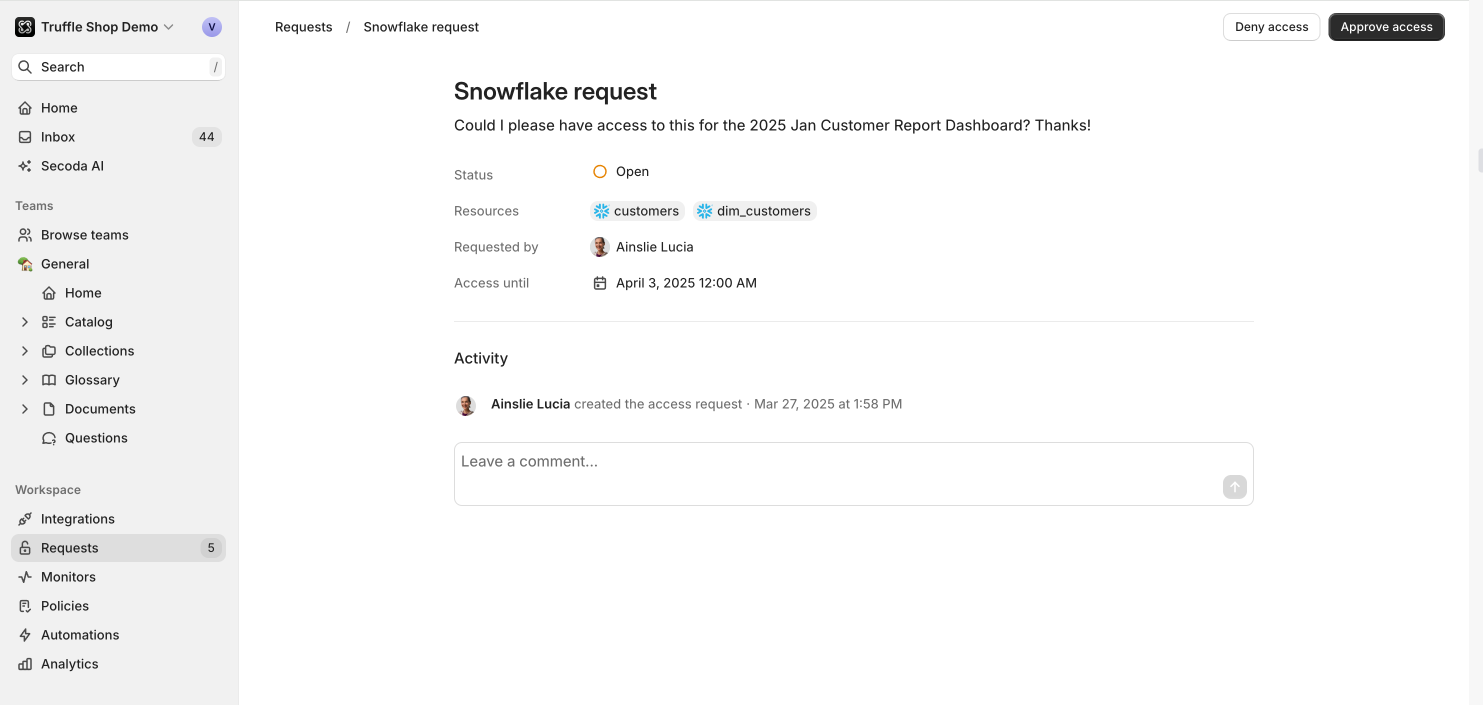 Truffle Shop Demo V
Search /
Home
Inbox 44
Secoda AI
Teams
Browse teams
General
Home
Catalog
Collections
Glossary
Documents
Questions
Workspace
Integrations
Requests 5
Monitors
Policies
Automations
Analytics
Requests / Snowflake request
Deny access Approve access
Snowflake request
Could I please have access to this for the 2025 Jan Customer Report Dashboard? Thanks!
Status Open
Resources customers dim_customers
Requested by Ainslie Lucia
Access until April 3, 2025 12:00 AM
Activity
Ainslie Lucia created the access request · Mar 27, 2025 at 1:58 PM
Leave a comment...